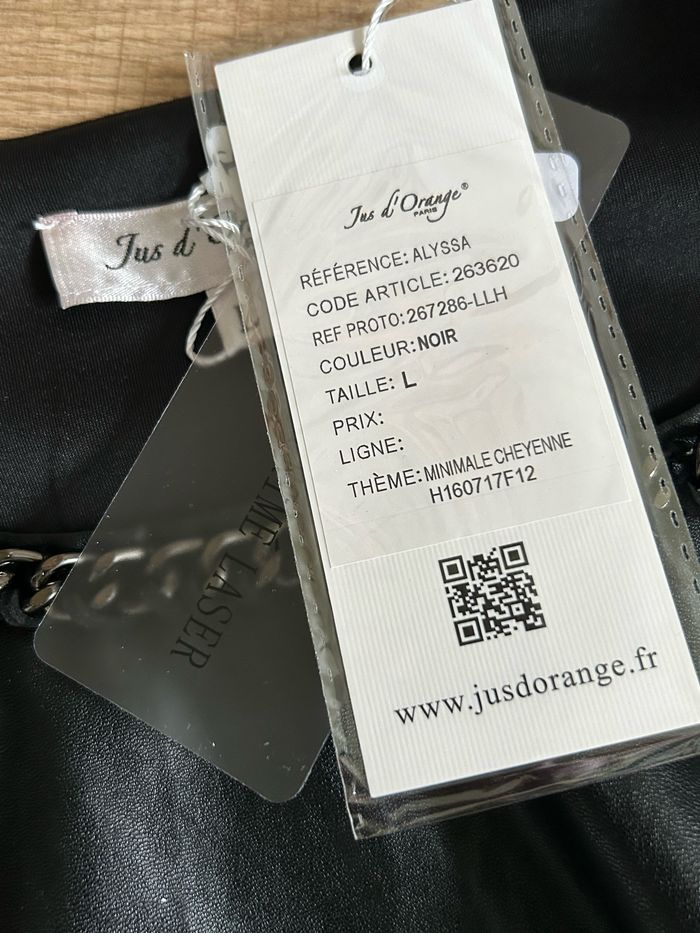 Jus d'Orange®
PARIS
RÉFÉRENCE: ALYSSA
CODE ARTICLE: 263620
REF PROTO: 267286-LLH
COULEUR: NOIR
TAILLE: L
PRIX:
LIGNE:
THÈME: MINIMALE CHEYENNE
H160717F12
www.jusdorange.fr
Jus d'
LASER